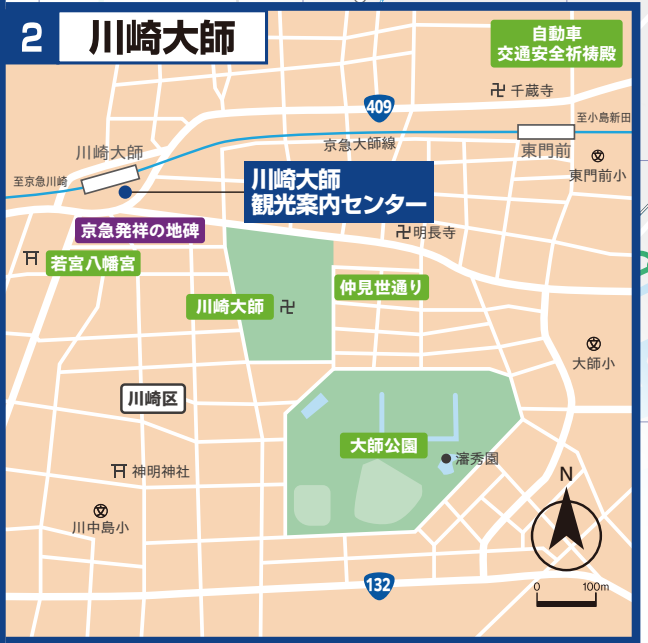 2 川崎大師
自動車
交通安全祈祷殿
千蔵寺
409
至小島新田
京急大師線
東門前
川崎大師
東門前小
至京急川崎
川崎大師
観光案内センター
京急発祥の地碑
明長寺
若宮八幡宮
仲見世通り
川崎大師
大師小
川崎区
大師公園
瀋秀園
神明神社
N
川中島小
132
0 100m